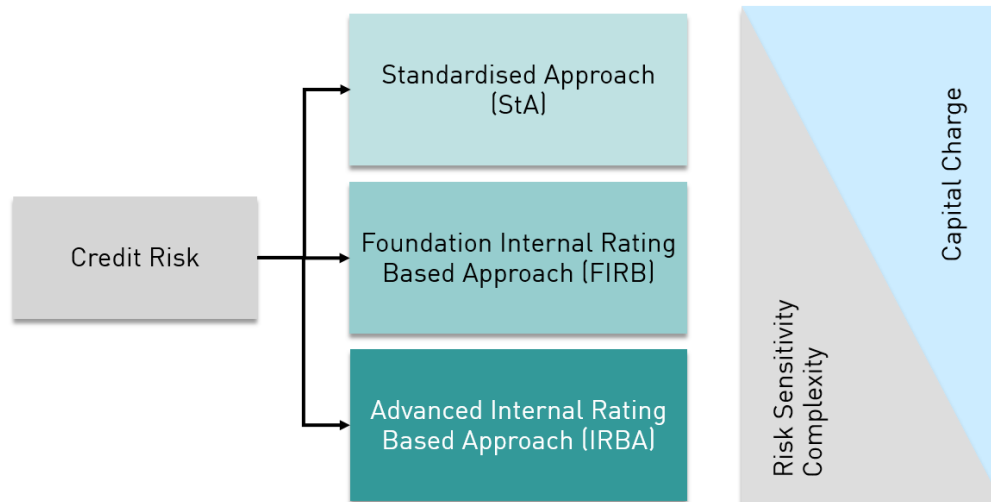 Standardised Approach
(StA)
Credit Risk
Foundation Internal Rating
Based Approach (FIRB)
Advanced Internal Rating
Based Approach (IRBA)
Capital Charge
Risk Sensitivity
Complexity